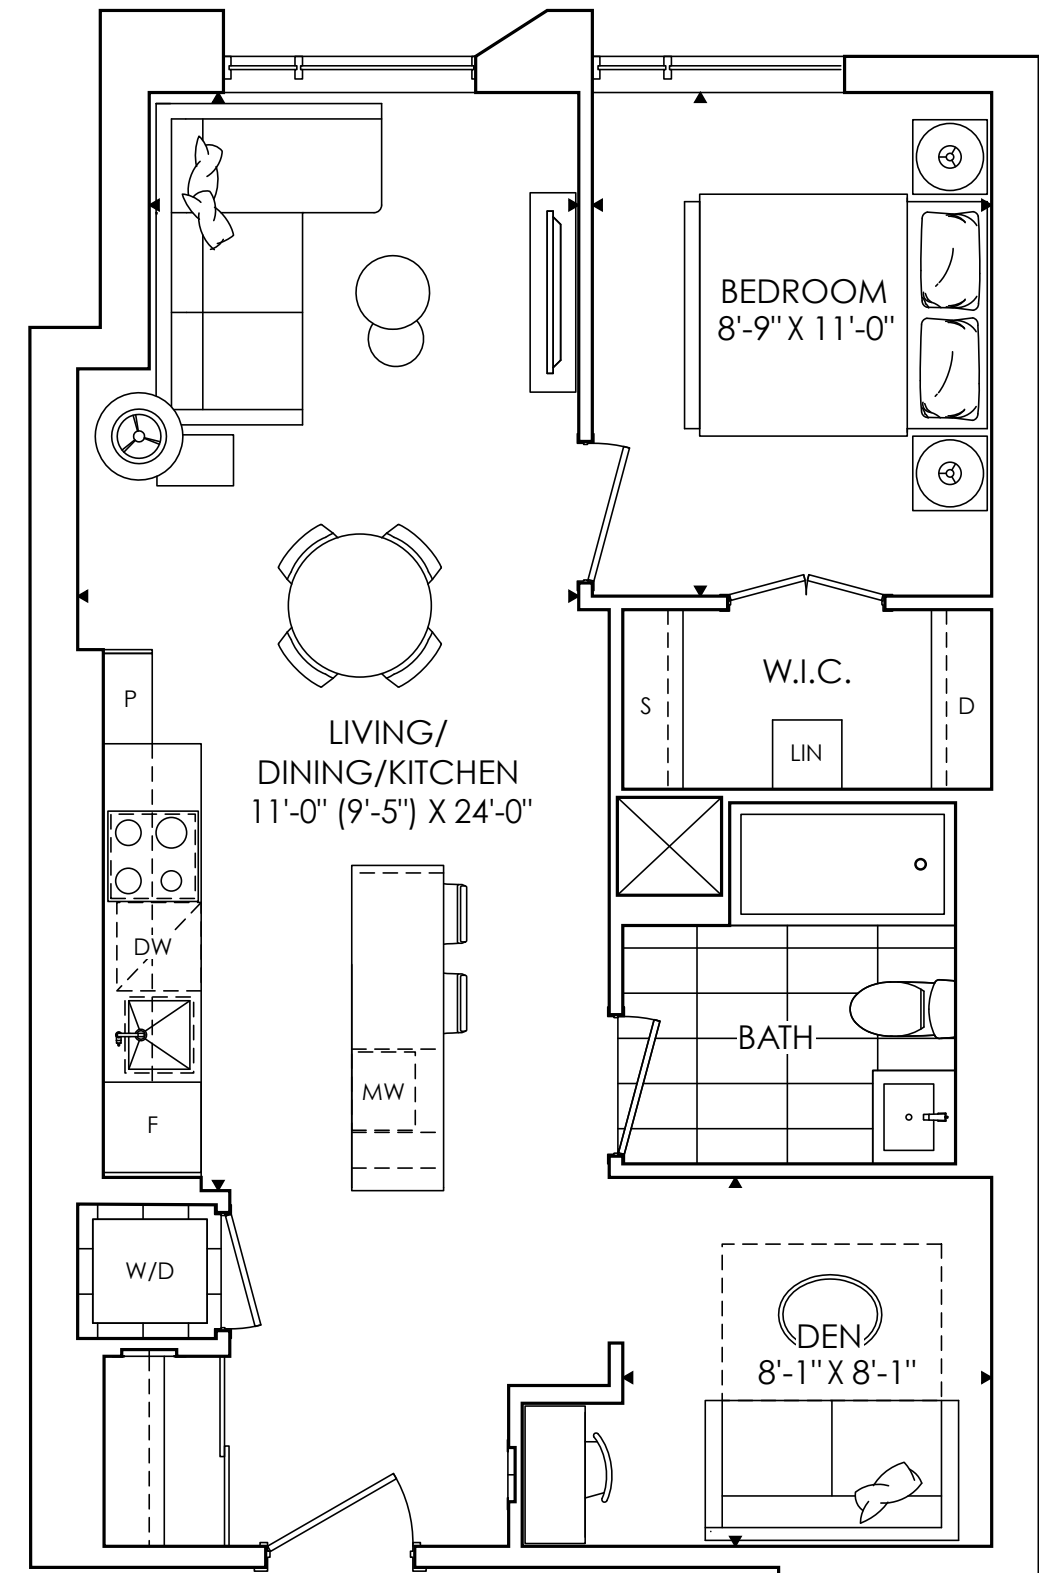 BEDROOM
8'-9" X 11'-0"
W.I.C.
S
D
LIN
P
LIVING/
DINING/KITCHEN
11'-0" (9'-5") X 24'-0"
DW
BATH
MW
F
W/D
DEN
8'-1" X 8'-1"